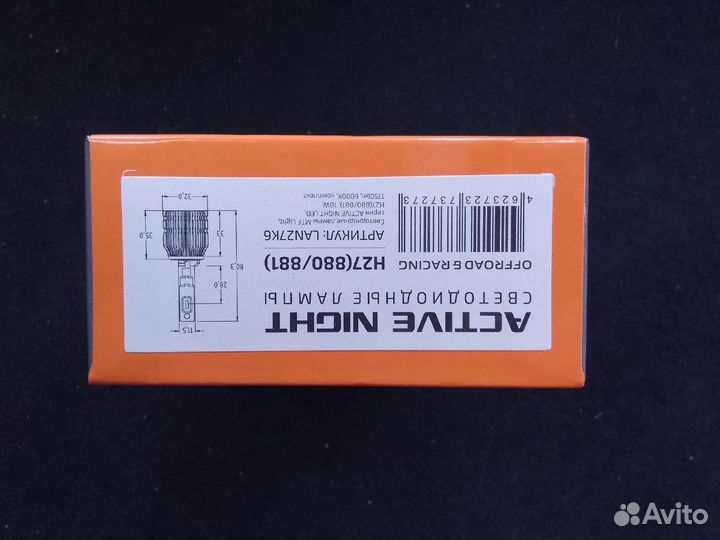 ACTIVE NIGHT
СВЕТОДИОДНЫЕ ЛАМПЫ
OFFROAD & RACING
H27(880/881)
АРТИКУЛ: LAN27K6
Светодиодные лампы MTF Light,
серия ACTIVE NIGHT LED,
H27(880/881), 18W,
1750lm, 6000K, комплект.
4 623723 737273
11,5
28,0
80,3
33
35,0
32,0
Avito